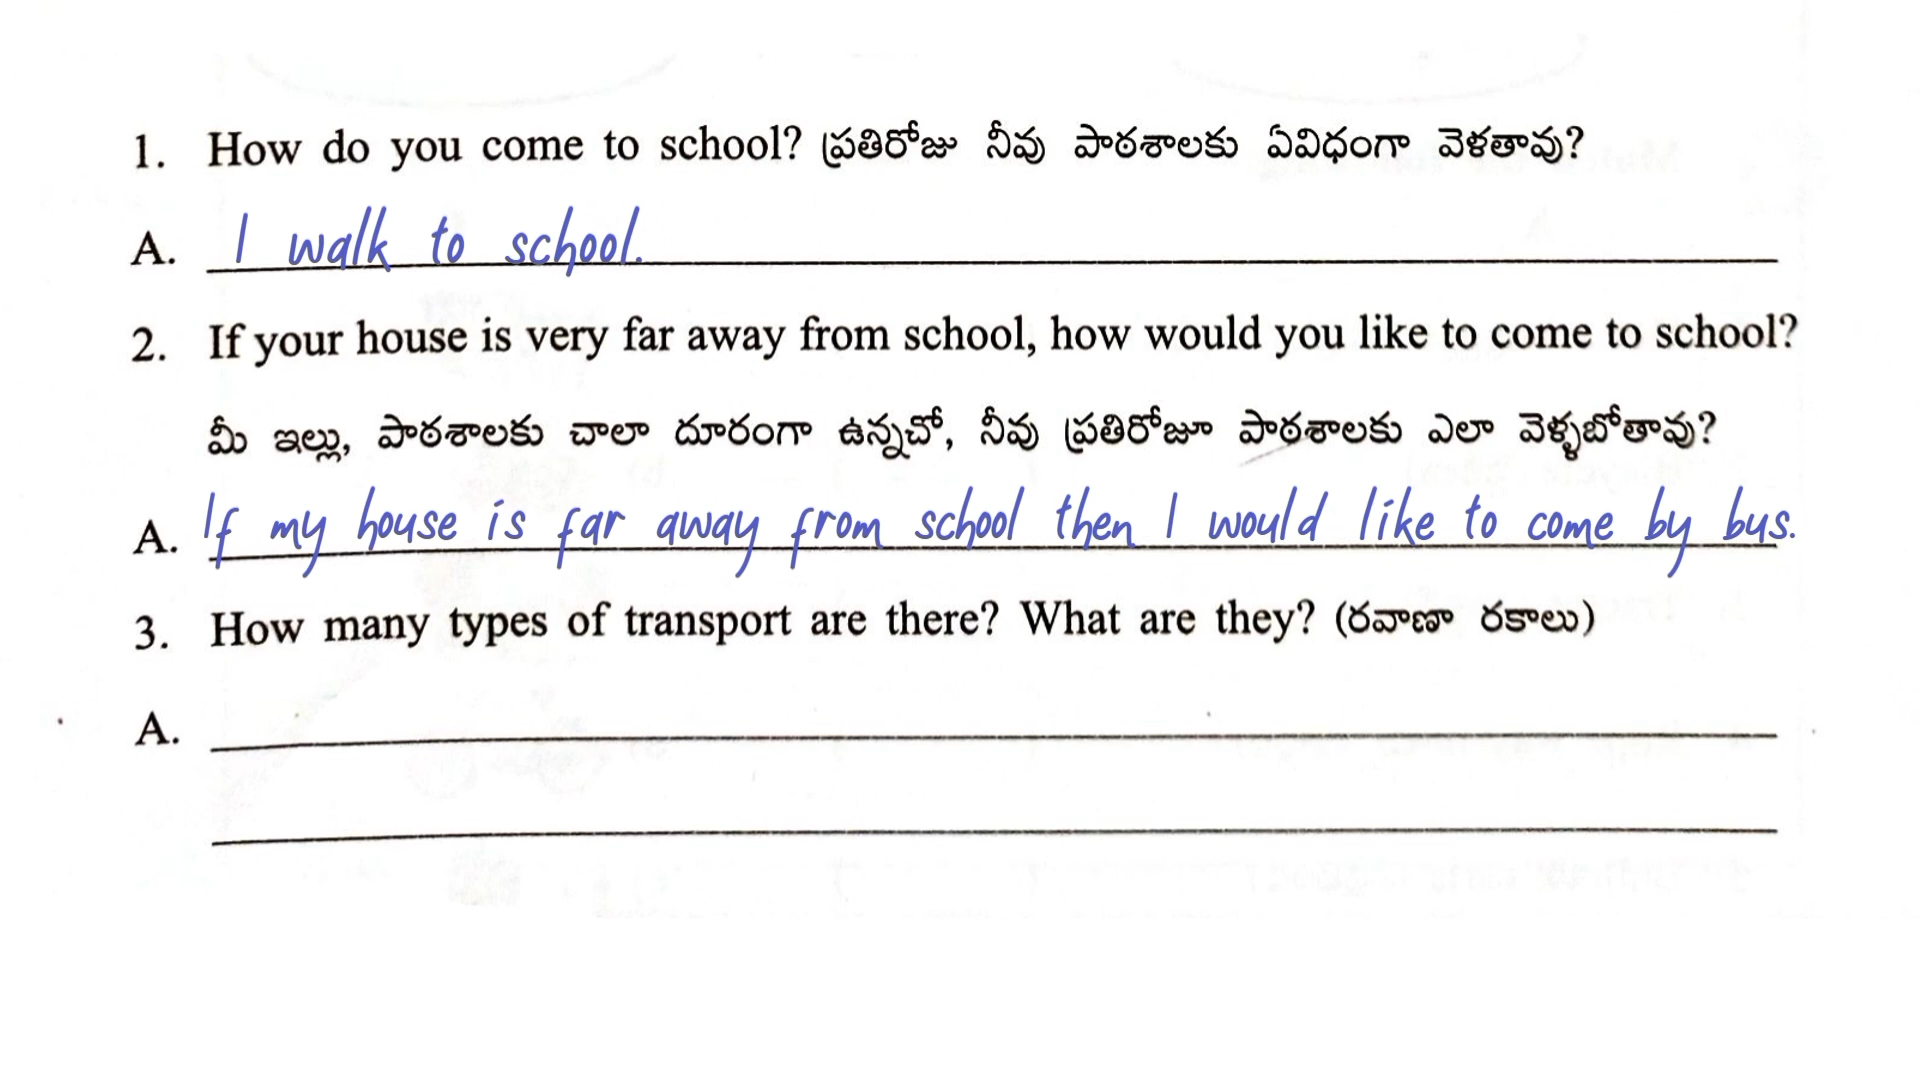 1. How do you come to school? ప్రతిరోజు నీవు పాఠశాలకు ఏవిధంగా వెళతావు?
A. I walk to school.
2. If your house is very far away from school, how would you like to come to school?
మీ ఇల్లు, పాఠశాలకు చాలా దూరంగా ఉన్నచో, నీవు ప్రతిరోజూ పాఠశాలకు ఎలా వెళ్ళబోతావు?
A. If my house is far away from school then I would like to come by bus.
3. How many types of transport are there? What are they? (రవాణా రకాలు)
A.